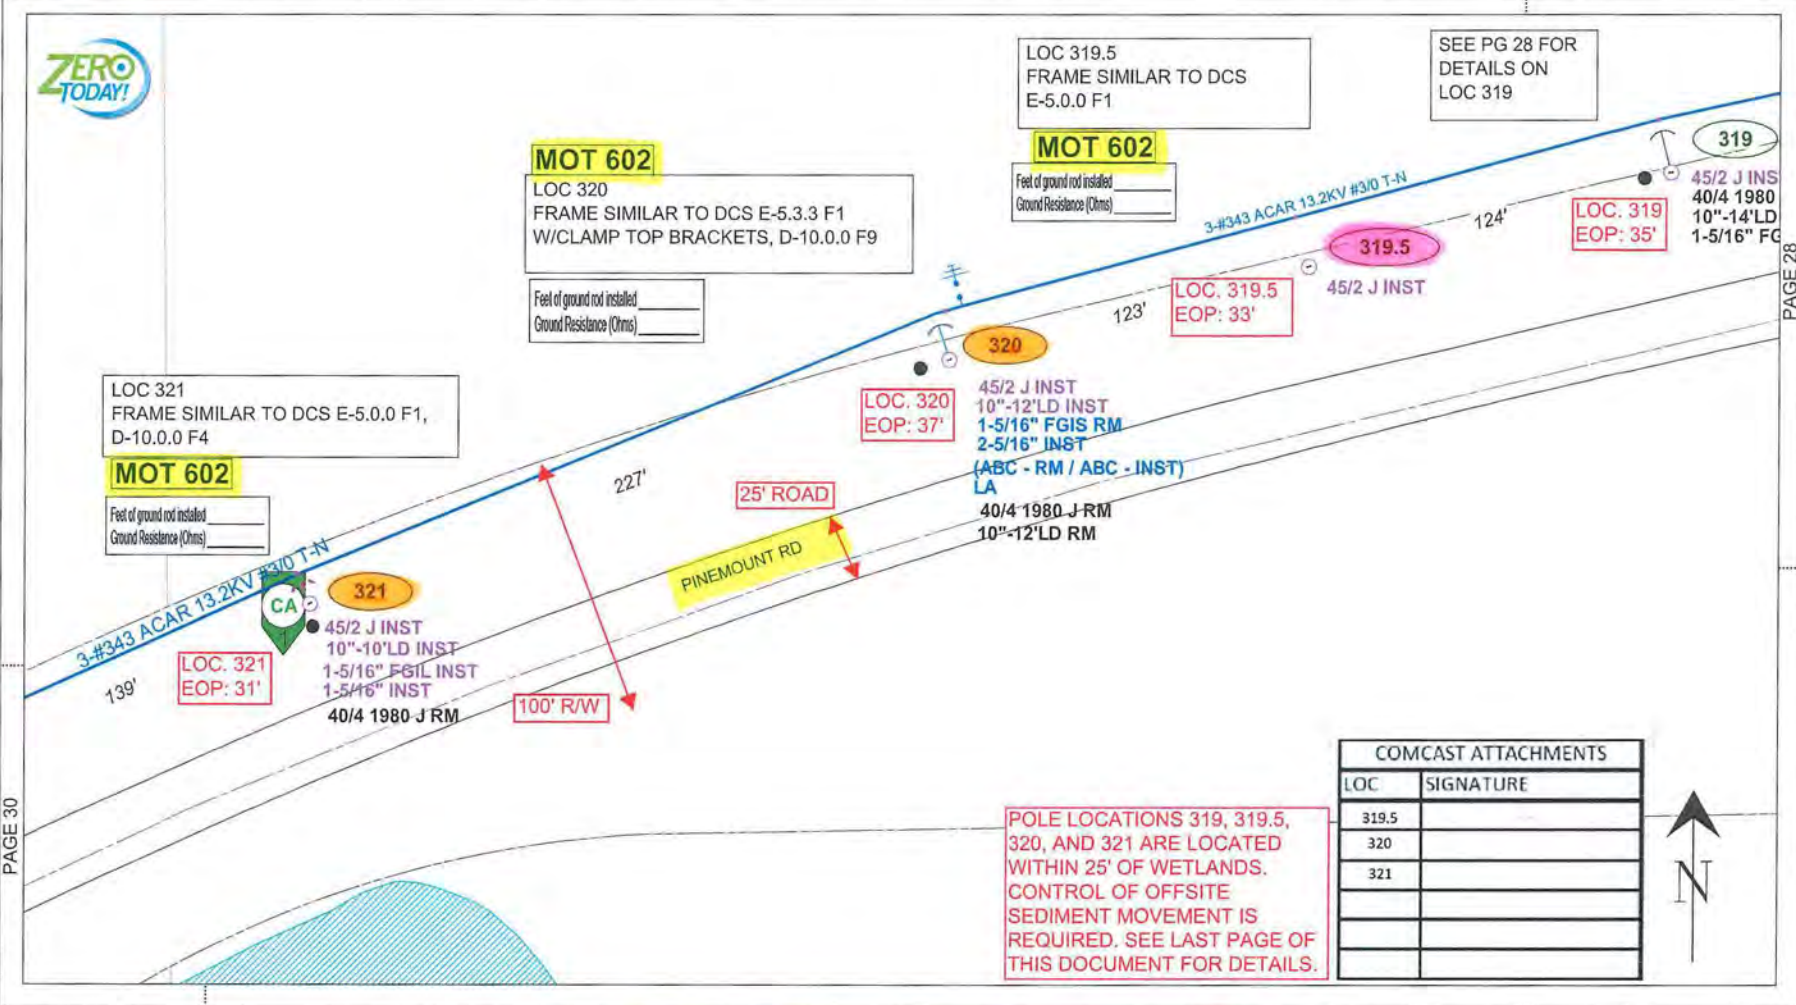 ZERO
TODAY!
LOC 319.5
FRAME SIMILAR TO DCS
E-5.0.0 F1
MOT 602
Feet of ground rod installed
Ground Resistance (Ohms)
SEE PG 28 FOR
DETAILS ON
LOC 319
MOT 602
LOC 320
FRAME SIMILAR TO DCS E-5.3.3 F1
W/CLAMP TOP BRACKETS, D-10.0.0 F9
Feet of ground rod installed
Ground Resistance (Ohms)
3-#343 ACAR 13.2KV #3/0 T-N
319
45/2 J INS
40/4 1980
10"-14'LD
1-5/16" FG
LOC. 319
EOP: 35'
124'
319.5
45/2 J INST
LOC. 319.5
EOP: 33'
123'
PAGE 28
320
45/2 J INST
10"-12'LD INST
1-5/16" FGIS RM
2-5/16" INST
(ABC - RM / ABC - INST)
LA
40/4 1980 J RM
10"-12'LD RM
LOC. 320
EOP: 37'
LOC 321
FRAME SIMILAR TO DCS E-5.0.0 F1,
D-10.0.0 F4
MOT 602
Feet of ground rod installed
Ground Resistance (Ohms)
227'
25' ROAD
PINEMOUNT RD
3-#343 ACAR 13.2KV #3/0 T-N
CA
321
45/2 J INST
10"-10'LD INST
1-5/16" FGIL INST
1-5/16" INST
40/4 1980 J RM
LOC. 321
EOP: 31'
139'
100' R/W
PAGE 30
POLE LOCATIONS 319, 319.5,
320, AND 321 ARE LOCATED
WITHIN 25' OF WETLANDS.
CONTROL OF OFFSITE
SEDIMENT MOVEMENT IS
REQUIRED. SEE LAST PAGE OF
THIS DOCUMENT FOR DETAILS.
COMCAST ATTACHMENTS
LOC SIGNATURE
319.5
320
321
N